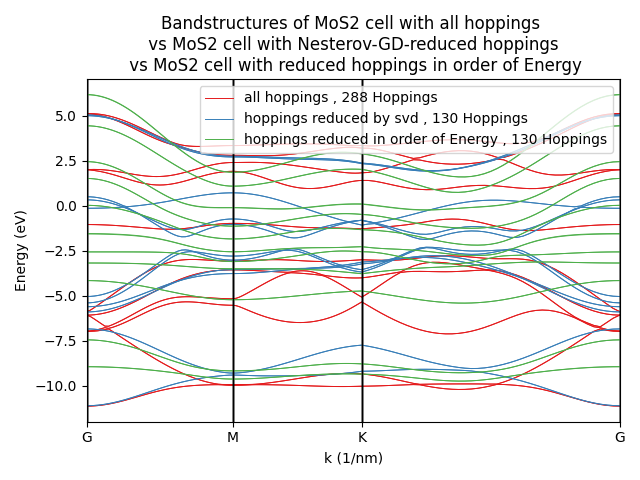 Bandstructures of MoS2 cell with all hoppings
vs MoS2 cell with Nesterov-GD-reduced hoppings
vs MoS2 cell with reduced hoppings in order of Energy
all hoppings , 288 Hoppings
hoppings reduced by svd , 130 Hoppings
hoppings reduced in order of Energy , 130 Hoppings
Energy (eV)
5.0
2.5
0.0
−2.5
−5.0
−7.5
−10.0
G M K G
k (1/nm)